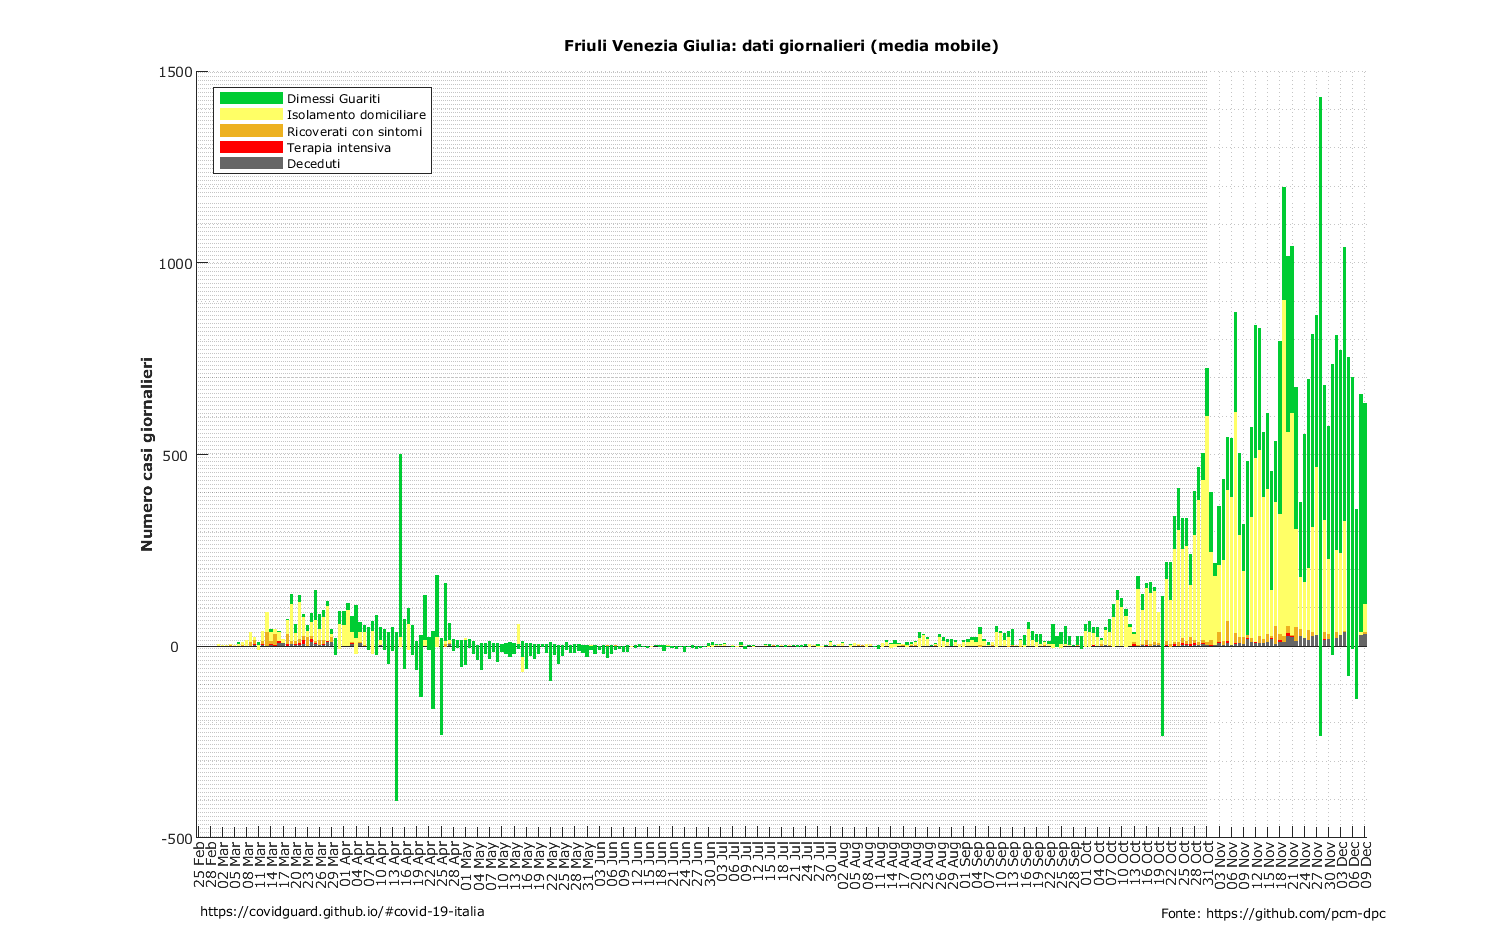 Friuli Venezia Giulia: dati giornalieri (media mobile)
Numero casi giornalieri
1500
1000
500
0
-500
Dimessi Guariti
Isolamento domiciliare
Ricoverati con sintomi
Terapia intensiva
Deceduti
25 Feb
28 Feb
02 Mar
05 Mar
08 Mar
11 Mar
14 Mar
17 Mar
20 Mar
23 Mar
26 Mar
29 Mar
01 Apr
04 Apr
07 Apr
10 Apr
13 Apr
16 Apr
19 Apr
22 Apr
25 Apr
28 Apr
01 May
04 May
07 May
10 May
13 May
16 May
19 May
22 May
25 May
28 May
31 May
03 Jun
06 Jun
09 Jun
12 Jun
15 Jun
18 Jun
21 Jun
24 Jun
27 Jun
30 Jun
03 Jul
06 Jul
09 Jul
12 Jul
15 Jul
18 Jul
21 Jul
24 Jul
27 Jul
30 Jul
02 Aug
05 Aug
08 Aug
11 Aug
14 Aug
17 Aug
20 Aug
23 Aug
26 Aug
29 Aug
01 Sep
04 Sep
07 Sep
10 Sep
13 Sep
16 Sep
19 Sep
22 Sep
25 Sep
28 Sep
01 Oct
04 Oct
07 Oct
10 Oct
13 Oct
16 Oct
19 Oct
22 Oct
25 Oct
28 Oct
31 Oct
03 Nov
06 Nov
09 Nov
12 Nov
15 Nov
18 Nov
21 Nov
24 Nov
27 Nov
30 Nov
03 Dec
06 Dec
09 Dec
https://covidguard.github.io/#covid-19-italia
Fonte: https://github.com/pcm-dpc